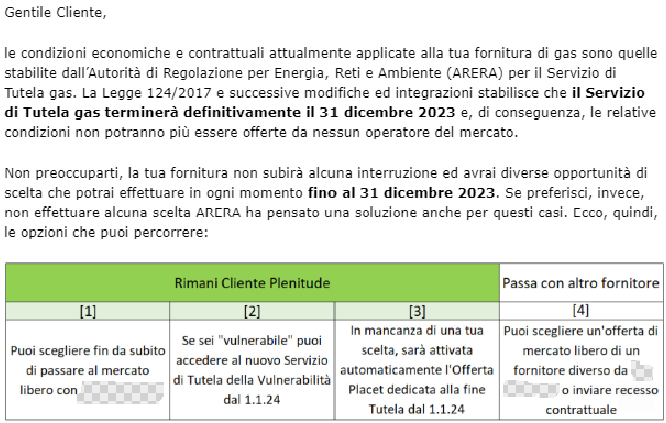 Gentile Cliente,
le condizioni economiche e contrattuali attualmente applicate alla tua fornitura di gas sono quelle
stabilite dall'Autorità di Regolazione per Energia, Reti e Ambiente (ARERA) per il Servizio di
Tutela gas. La Legge 124/2017 e successive modifiche ed integrazioni stabilisce che il Servizio
di Tutela gas terminerà definitivamente il 31 dicembre 2023 e, di conseguenza, le relative
condizioni non potranno più essere offerte da nessun operatore del mercato.
Non preoccuparti, la tua fornitura non subirà alcuna interruzione ed avrai diverse opportunità di
scelta che potrai effettuare in ogni momento fino al 31 dicembre 2023. Se preferisci, invece,
non effettuare alcuna scelta ARERA ha pensato una soluzione anche per questi casi. Ecco, quindi,
le opzioni che puoi percorrere:
Rimani Cliente Plenitude
Passa con altro fornitore
[1]
[2]
[3]
[4]
Puoi scegliere fin da subito
di passare al mercato
libero con
Se sei "vulnerabile" puoi
accedere al nuovo Servizio
di Tutela della Vulnerabilità
dal 1.1.24
In mancanza di una tua
scelta, sarà attivata
automaticamente l'Offerta
Placet dedicata alla fine
Tutela dal 1.1.24
Puoi scegliere un'offerta di
mercato libero di un
fornitore diverso da
o inviare recesso
contrattuale